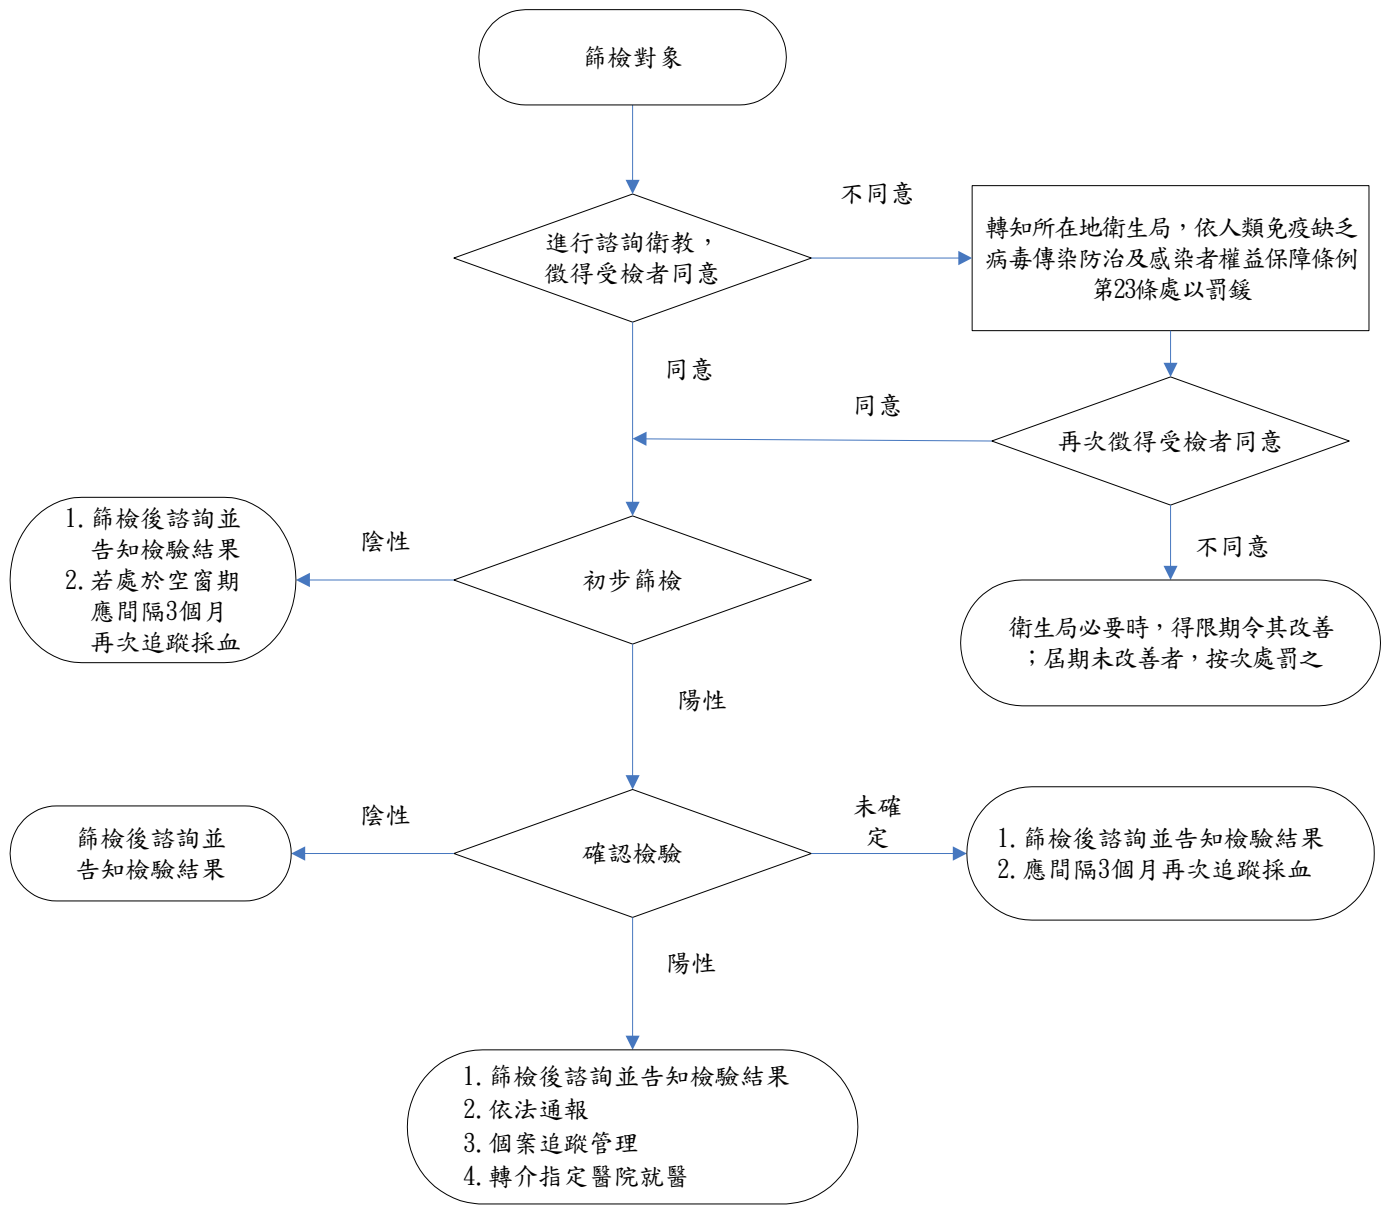 篩檢對象
不同意
進行諮詢衛教，
徵得受檢者同意
轉知所在地衛生局，依人類免疫缺乏
病毒傳染防治及感染者權益保障條例
第23條處以罰鍰
同意
同意
再次徵得受檢者同意
1. 篩檢後諮詢並
告知檢驗結果
2. 若處於空窗期
應間隔3個月
再次追蹤採血
陰性
初步篩檢
不同意
衛生局必要時，得限期令其改善
；屆期未改善者，按次處罰之
陽性
篩檢後諮詢並
告知檢驗結果
陰性
確認檢驗
未確
定
1. 篩檢後諮詢並告知檢驗結果
2. 應間隔3個月再次追蹤採血
陽性
1. 篩檢後諮詢並告知檢驗結果
2. 依法通報
3. 個案追蹤管理
4. 轉介指定醫院就醫